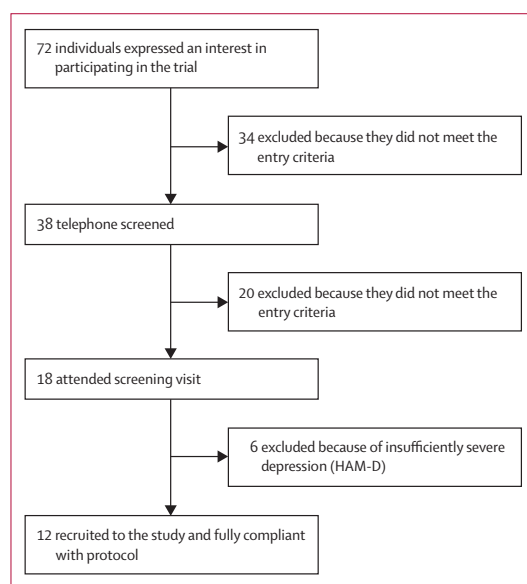 72 individuals expressed an interest in
participating in the trial
34 excluded because they did not meet the
entry criteria
38 telephone screened
20 excluded because they did not meet the
entry criteria
18 attended screening visit
6 excluded because of insufficiently severe
depression (HAM-D)
12 recruited to the study and fully compliant
with protocol